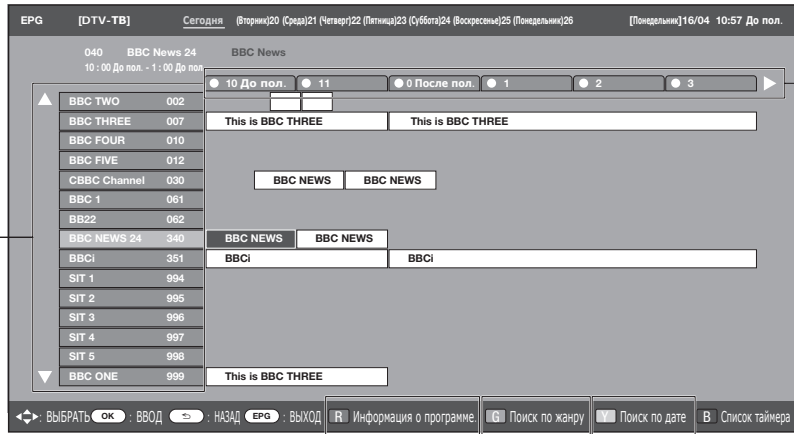 EPG [DTV-TB] Сегодня (Вторник)20 (Среда)21 (Четверг)22 (Пятница)23 (Суббота)24 (Воскресенье)25 (Понедельник)26 [Понедельник]16/04 10:57 До пол.
040 BBC News 24 BBC News
10 : 00 До пол. - 1 : 00 До пол.
10 До пол. 11 0 После пол. 1 2 3
BBC TWO 002
BBC THREE 007 This is BBC THREE This is BBC THREE
BBC FOUR 010
BBC FIVE 012
CBBC Channel 030 BBC NEWS BBC NEWS
BBC 1 061
BB22 062
BBC NEWS 24 340 BBC NEWS BBC NEWS
BBCi 351 BBCi BBCi
SIT 1 994
SIT 2 995
SIT 3 996
SIT 4 997
SIT 5 998
BBC ONE 999 This is BBC THREE
: ВЫБРАТЬ OK : ВВОД : НАЗАД EPG : ВЫХОД R Информация о программе. G Поиск по жанру Y Поиск по дате B Список таймера